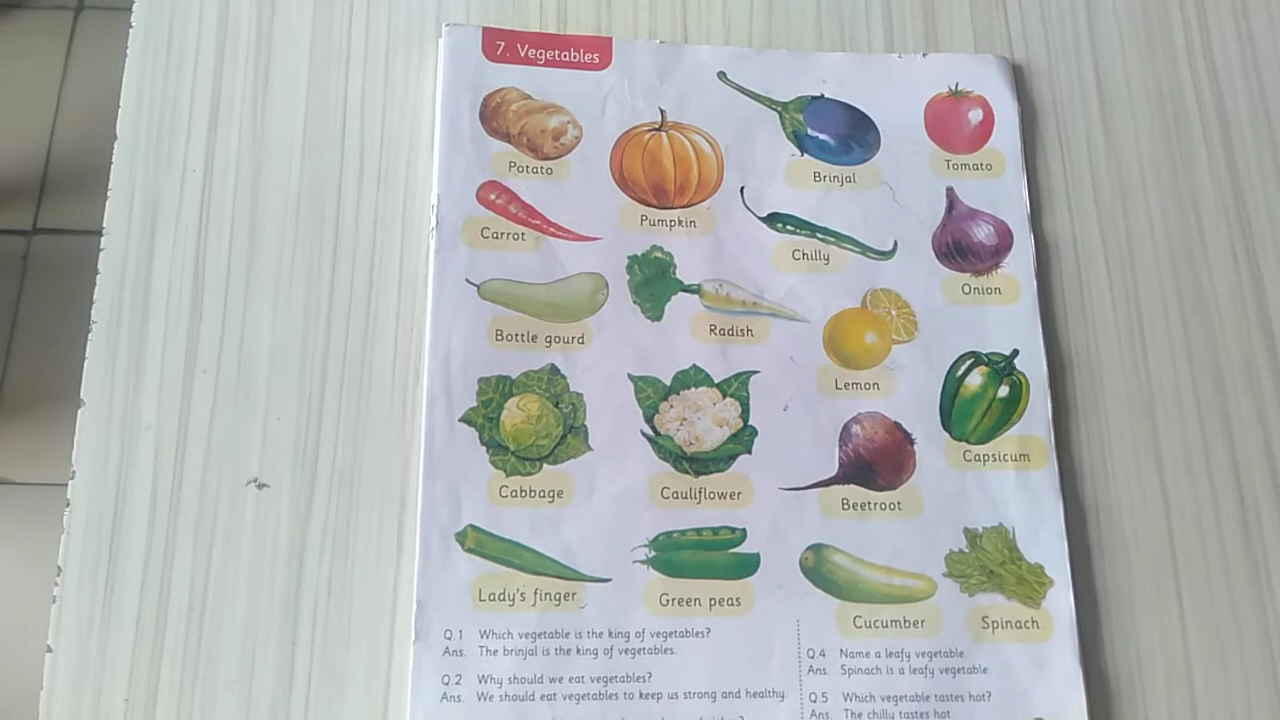 7. Vegetables
Potato
Pumpkin
Brinjal
Tomato
Carrot
Chilly
Onion
Bottle gourd
Radish
Lemon
Capsicum
Cabbage
Cauliflower
Beetroot
Lady's finger
Green peas
Cucumber
Spinach
Q.1 Which vegetable is the king of vegetables?
Ans. The brinjal is the king of vegetables.
Q.2 Why should we eat vegetables?
Ans. We should eat vegetables to keep us strong and healthy.
Q.4 Name a leafy vegetable.
Ans. Spinach is a leafy vegetable.
Q.5 Which vegetable tastes hot?
Ans. The chilly tastes hot.